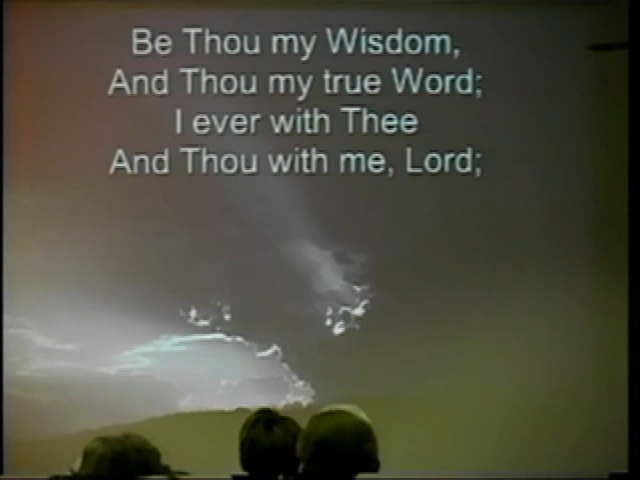 Be Thou my Wisdom,
And Thou my true Word;
I ever with Thee
And Thou with me, Lord;